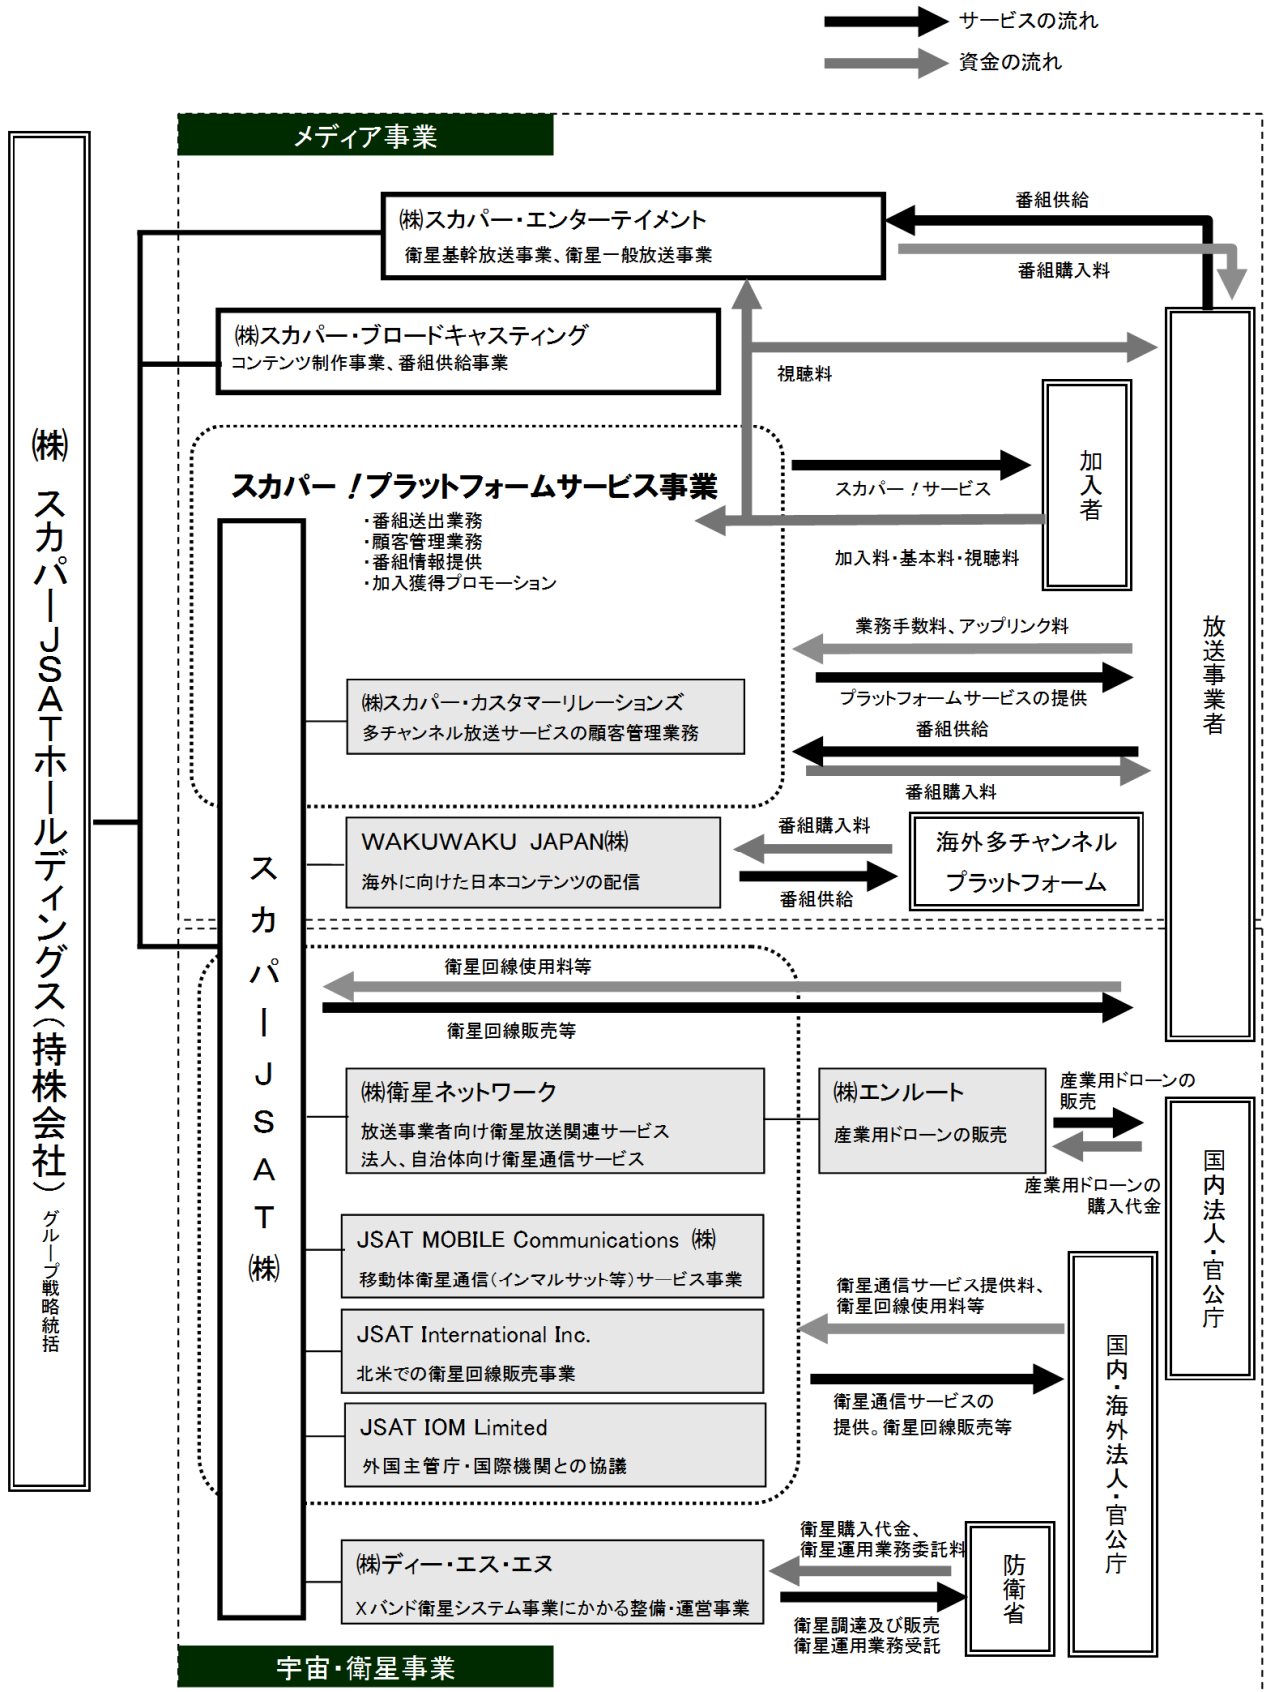 サービスの流れ
資金の流れ
メディア事業
㈱スカパー・エンターテイメント
衛星基幹放送事業、衛星一般放送事業
番組供給
番組購入料
㈱スカパー・ブロードキャスティング
コンテンツ制作事業、番組供給事業
視聴料
スカパー！プラットフォームサービス事業
・番組送出業務
・顧客管理業務
・番組情報提供
・加入獲得プロモーション
スカパー！サービス
加入料・基本料・視聴料
加入者
業務手数料、アップリンク料
プラットフォームサービスの提供
番組供給
番組購入料
放送事業者
㈱スカパー・カスタマーリレーションズ
多チャンネル放送サービスの顧客管理業務
WAKUWAKU JAPAN㈱
海外に向けた日本コンテンツの配信
番組購入料
番組供給
海外多チャンネル
プラットフォーム
㈱スカパーJSATホールディングス（持株会社）グループ戦略統括
スカパーJSAT㈱
衛星回線使用料等
衛星回線販売等
㈱衛星ネットワーク
放送事業者向け衛星放送関連サービス
法人、自治体向け衛星通信サービス
㈱エンルート
産業用ドローンの販売
産業用ドローンの
販売
産業用ドローンの
購入代金
国内法人・官公庁
JSAT MOBILE Communications ㈱
移動体衛星通信（インマルサット等）サービス事業
JSAT International Inc.
北米での衛星回線販売事業
JSAT IOM Limited
外国主管庁・国際機関との協議
衛星通信サービス提供料、
衛星回線使用料等
衛星通信サービスの
提供。衛星回線販売等
国内・海外法人・官公庁
㈱ディー・エス・エヌ
Xバンド衛星システム事業にかかる整備・運営事業
衛星購入代金、
衛星運用業務委託料
衛星調達及び販売
衛星運用業務受託
防衛省
宇宙・衛星事業